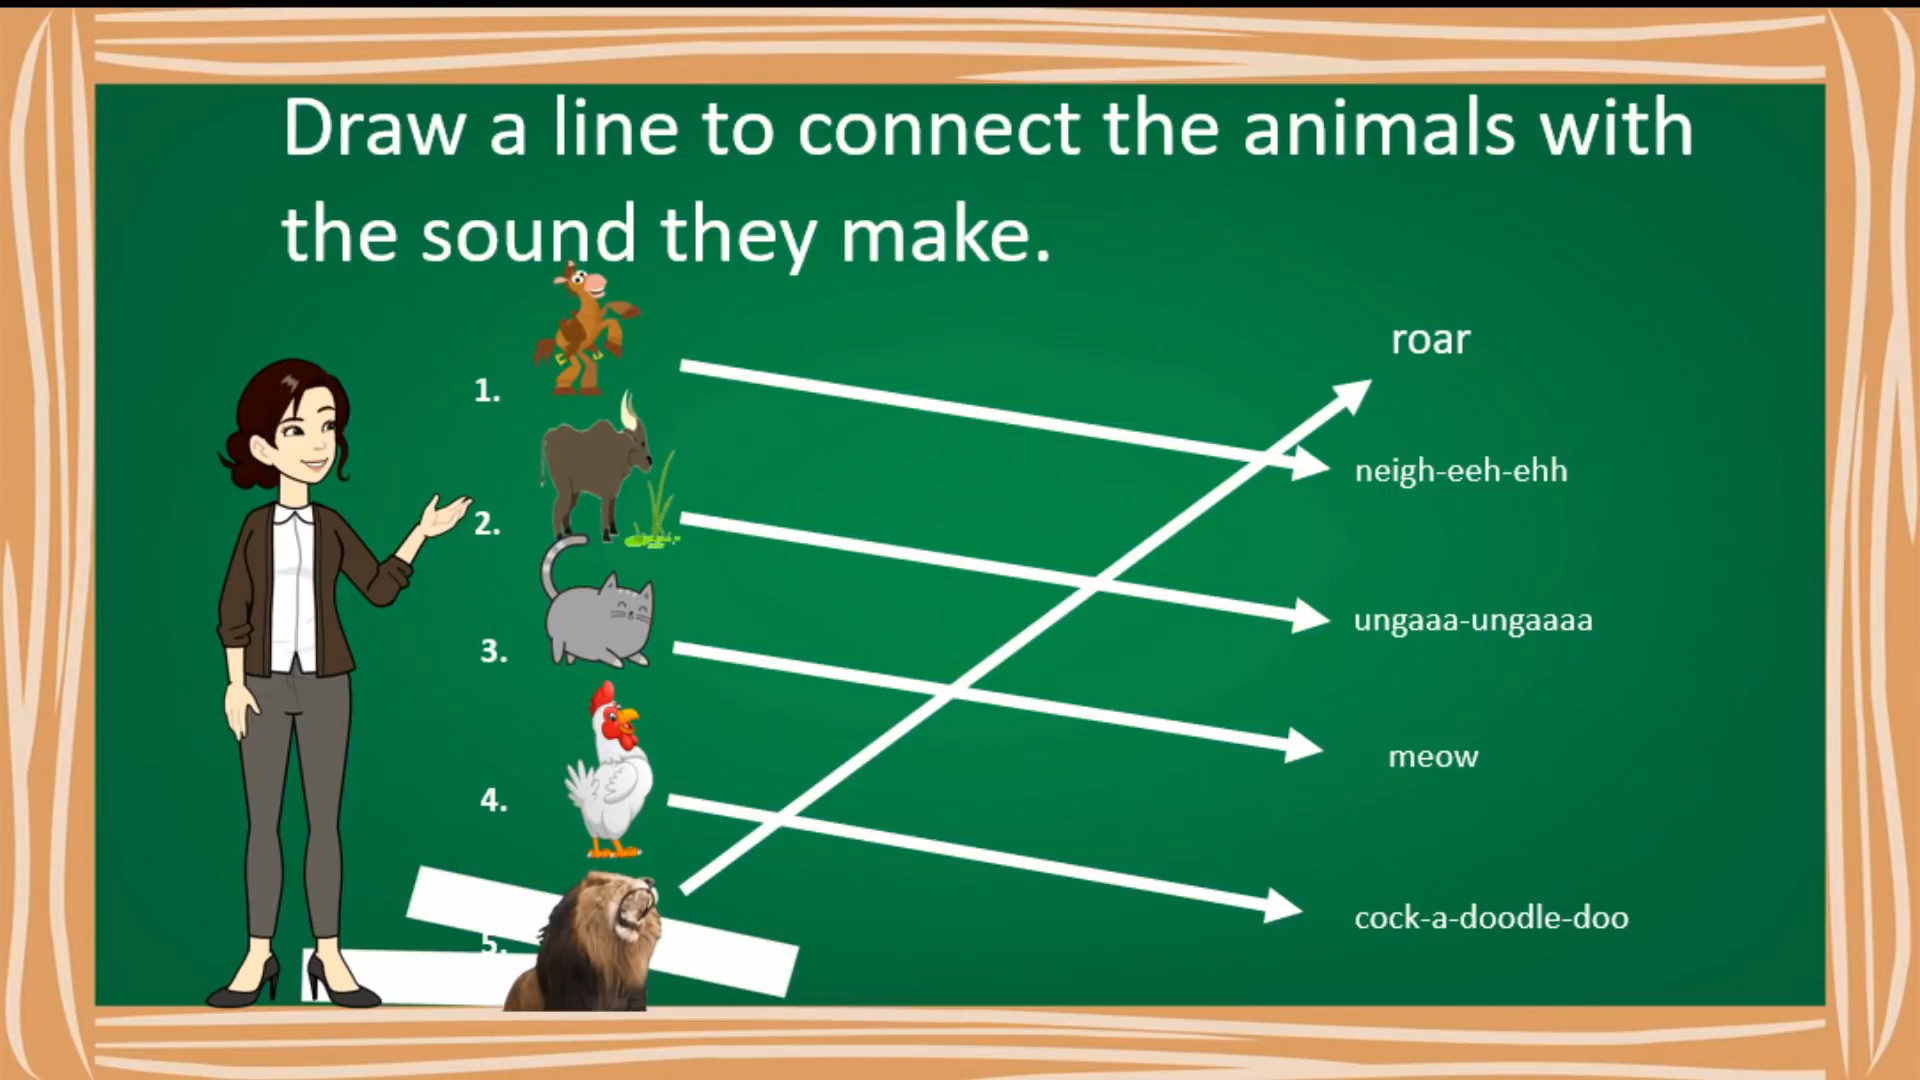 Draw a line to connect the animals with
the sound they make.
roar
1.
neigh-eeh-ehh
2.
ungaaa-ungaaaa
3.
meow
4.
cock-a-doodle-doo
5.